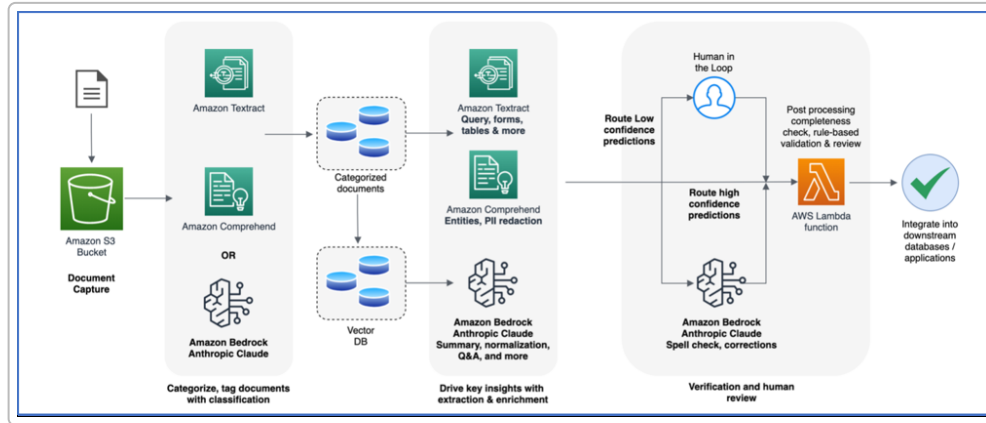 Amazon S3
Bucket
Document
Capture
Amazon Textract
Amazon Comprehend
OR
Amazon Bedrock
Anthropic Claude
Categorize, tag documents
with classification
Categorized
documents
Vector
DB
Amazon Textract
Query, forms,
tables & more
Amazon Comprehend
Entities, PII redaction
Amazon Bedrock
Anthropic Claude
Summary, normalization,
Q&A, and more
Drive key insights with
extraction & enrichment
Human in
the Loop
Route Low
confidence
predictions
Route high
confidence
predictions
Amazon Bedrock
Anthropic Claude
Spell check, corrections
Post processing
completeness
check, rule-based
validation & review
AWS Lambda
function
Verification and human
review
Integrate into
downstream
databases /
applications